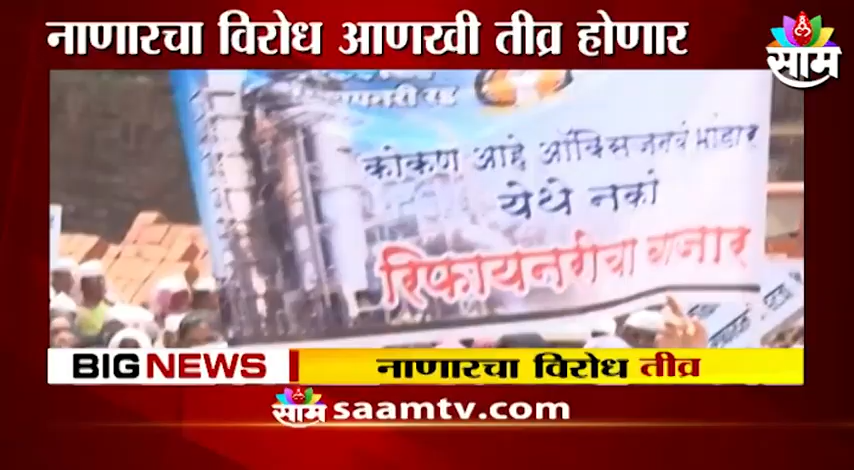 नाणारचा विरोध आणखी तीव्र होणार
साम
कोकण आहे ऑक्सिजनचं भांडार
येथे नको
रिफायनरीचा बाजार
BIG NEWS
नाणारचा विरोध तीव्र
साम saamtv.com